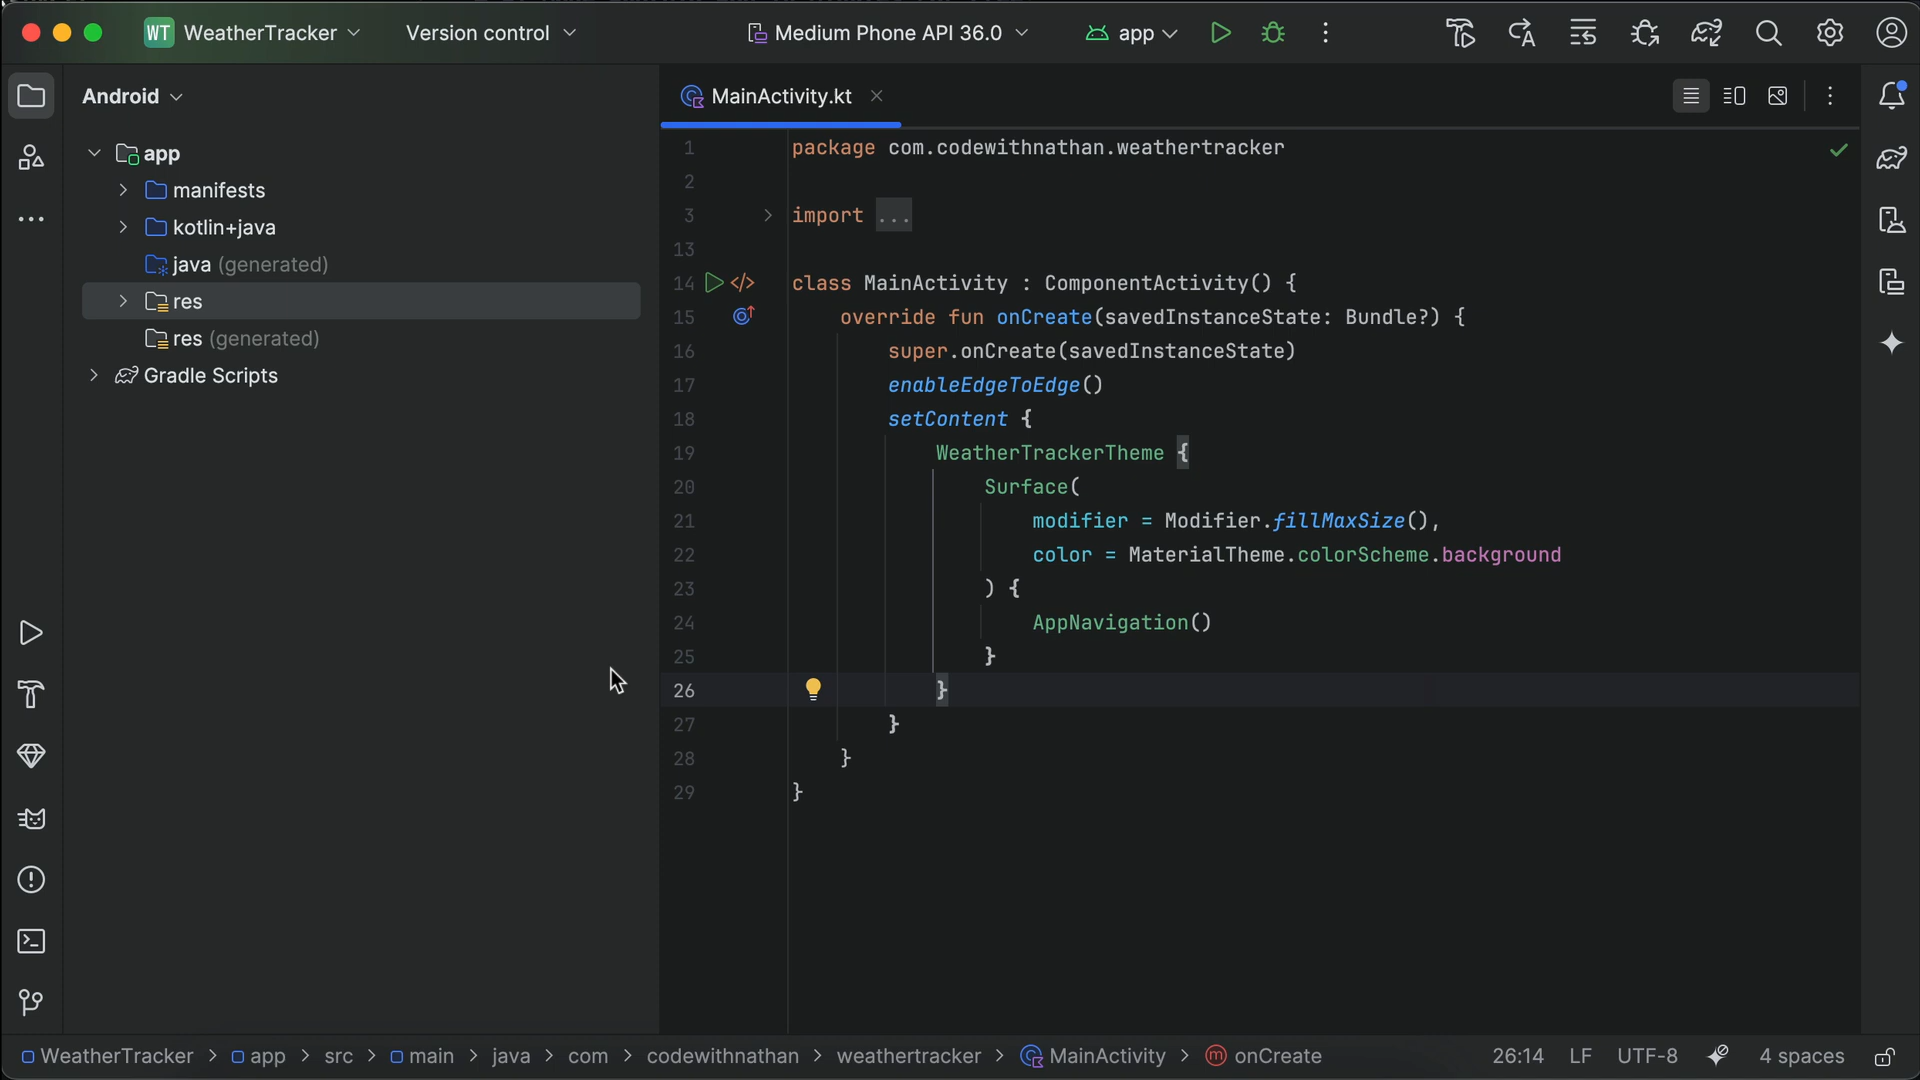 WT WeatherTracker Version control Medium Phone API 36.0 app
Android
MainActivity.kt
app
manifests
kotlin+java
java (generated)
res
res (generated)
Gradle Scripts
1 package com.codewithnathan.weathertracker
2
3 import ...
13
14 class MainActivity : ComponentActivity() {
15 override fun onCreate(savedInstanceState: Bundle?) {
16 super.onCreate(savedInstanceState)
17 enableEdgeToEdge()
18 setContent {
19 WeatherTrackerTheme {
20 Surface(
21 modifier = Modifier.fillMaxSize(),
22 color = MaterialTheme.colorScheme.background
23 ) {
24 AppNavigation()
25 }
26 }
27 }
28 }
29 }
WeatherTracker > app > src > main > java > com > codewithnathan > weathertracker > MainActivity > onCreate 26:14 LF UTF-8 4 spaces